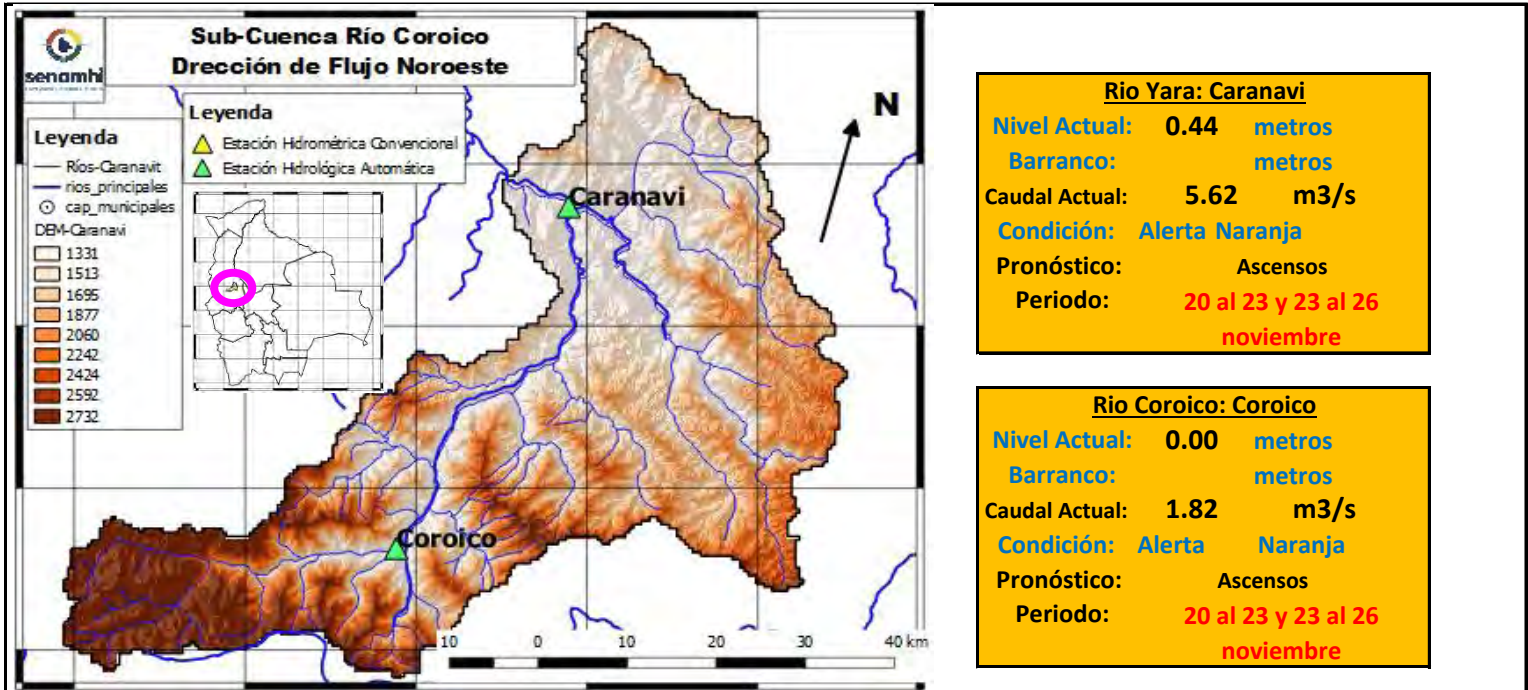 senamhi
Sub-Cuenca Río Coroico
Drección de Flujo Noroeste
Leyenda
Ríos-Caranavit
rios_principales
cap_municipales
DEM-Caranavi
1331
1513
1695
1877
2060
2242
2424
2592
2732
Leyenda
Estación Hidrométrica Convencional
Estación Hidrológica Automática
N
Caranavi
Coroico
10 0 10 20 30 40 km
Rio Yara: Caranavi
Nivel Actual: 0.44 metros
Barranco: metros
Caudal Actual: 5.62 m3/s
Condición: Alerta Naranja
Pronóstico: Ascensos
Periodo: 20 al 23 y 23 al 26
noviembre
Rio Coroico: Coroico
Nivel Actual: 0.00 metros
Barranco: metros
Caudal Actual: 1.82 m3/s
Condición: Alerta Naranja
Pronóstico: Ascensos
Periodo: 20 al 23 y 23 al 26
noviembre